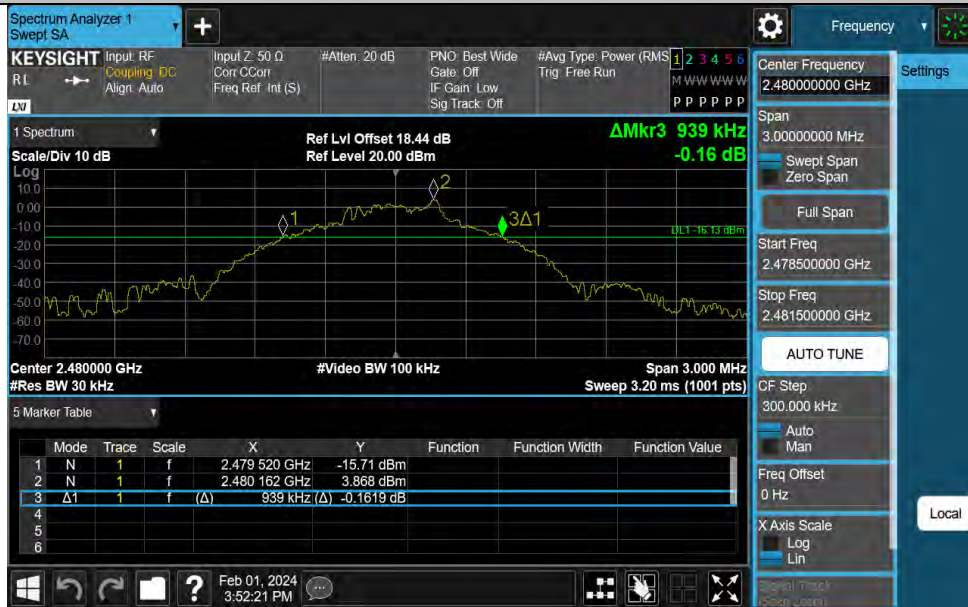 Spectrum Analyzer 1
Swept SA
+
Frequency
KEYSIGHT
RL
LXI
Input: RF
Coupling: DC
Align: Auto
Input Z: 50 Ω
Corr CCorr
Freq Ref: Int (S)
#Atten: 20 dB
PNO: Best Wide
Gate: Off
IF Gain: Low
Sig Track: Off
#Avg Type: Power (RMS
Trig: Free Run
1 2 3 4 5 6
M W W W W W
P P P P P P
1 Spectrum
Scale/Div 10 dB
Ref Lvl Offset 18.44 dB
Ref Level 20.00 dBm
ΔMkr3 939 kHz
-0.16 dB
Log
10.0
0.00
-10.0
-20.0
-30.0
-40.0
-50.0
-60.0
-70.0
1
2
3Δ1
DL1 -16.13 dBm
Center 2.480000 GHz
#Res BW 30 kHz
#Video BW 100 kHz
Span 3.000 MHz
Sweep 3.20 ms (1001 pts)
5 Marker Table
Mode Trace Scale X Y Function Function Width Function Value
1 N 1 f 2.479 520 GHz -15.71 dBm
2 N 1 f 2.480 162 GHz 3.868 dBm
3 Δ1 1 f (Δ) 939 kHz (Δ) -0.1619 dB
4
5
6
?
Feb 01, 2024
3:52:21 PM
Center Frequency
2.480000000 GHz
Span
3.00000000 MHz
Swept Span
Zero Span
Full Span
Start Freq
2.478500000 GHz
Stop Freq
2.481500000 GHz
AUTO TUNE
CF Step
300.000 kHz
Auto
Man
Freq Offset
0 Hz
X Axis Scale
Log
Lin
Signal Track
(Span Zoom)
Settings
Local